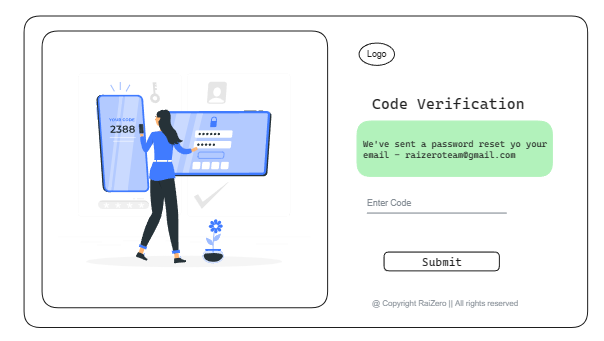 Logo
Code Verification
YOUR CODE
2388
We've sent a password reset yo your
email - raizeroteam@gmail.com
Enter Code
Submit
@ Copyright RaiZero || All rights reserved